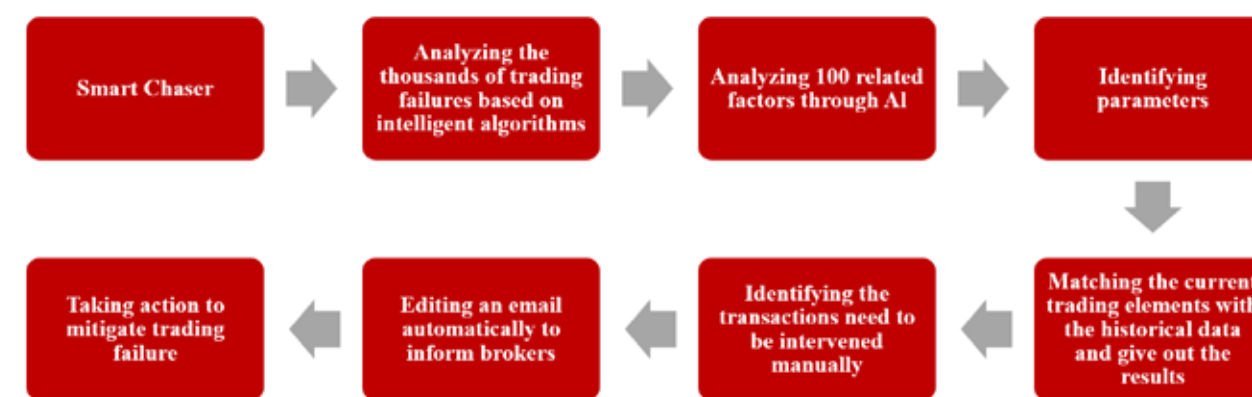 Smart Chaser
Analyzing the
thousands of trading
failures based on
intelligent algorithms
Analyzing 100 related
factors through AI
Identifying
parameters
Matching the current
trading elements with
the historical data
and give out the
results
Identifying the
transactions need to
be intervened
manually
Editing an email
automatically to
inform brokers
Taking action to
mitigate trading
failure